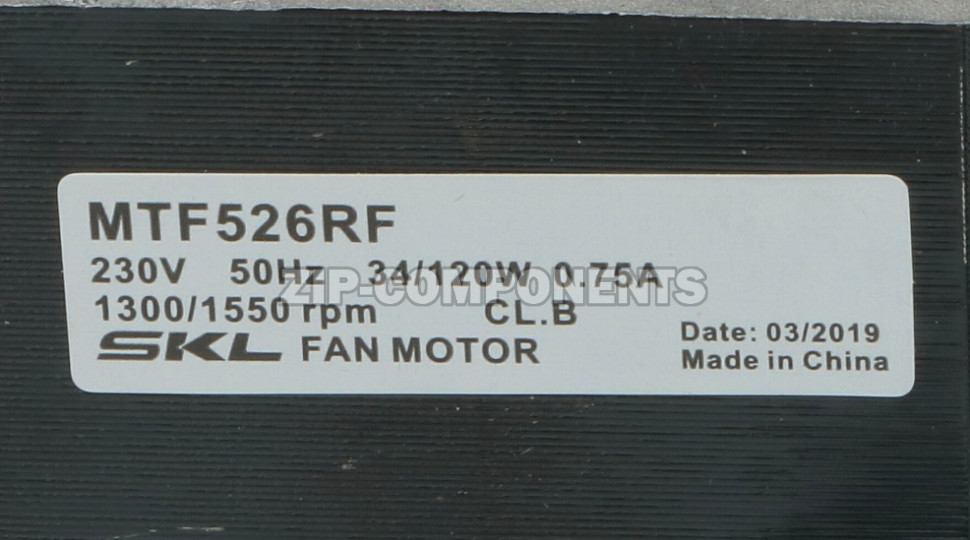 MTF526RF
230V 50Hz 34/120W 0.75A
ZIP-COMPONENTS
1300/1550 rpm CL.B
SKL FAN MOTOR
Date: 03/2019
Made in China